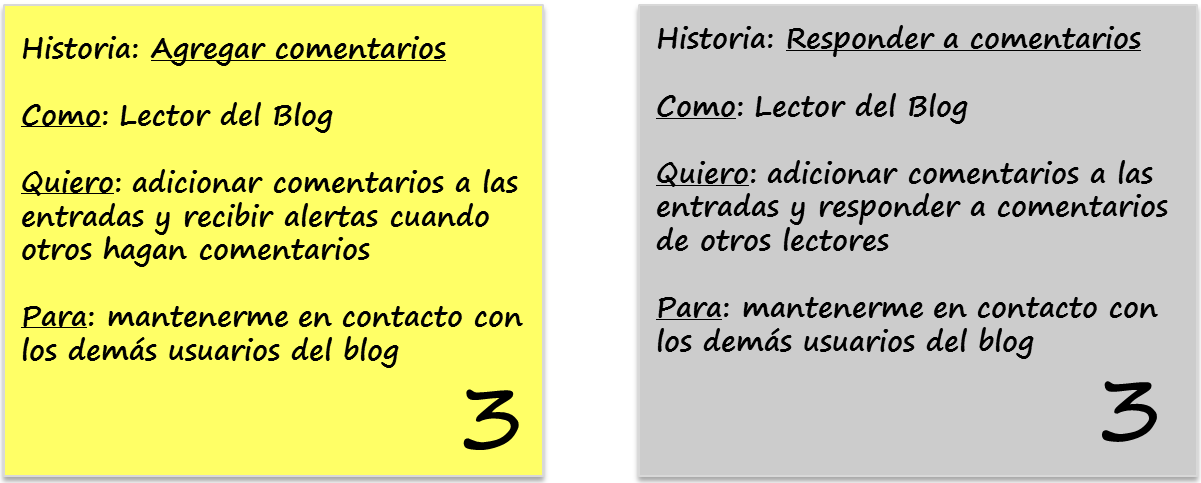 Historia: Agregar comentarios
Como: Lector del Blog
Quiero: adicionar comentarios a las
entradas y recibir alertas cuando
otros hagan comentarios
Para: mantenerme en contacto con
los demás usuarios del blog
3
Historia: Responder a comentarios
Como: Lector del Blog
Quiero: adicionar comentarios a las
entradas y responder a comentarios
de otros lectores
Para: mantenerme en contacto con
los demás usuarios del blog
3